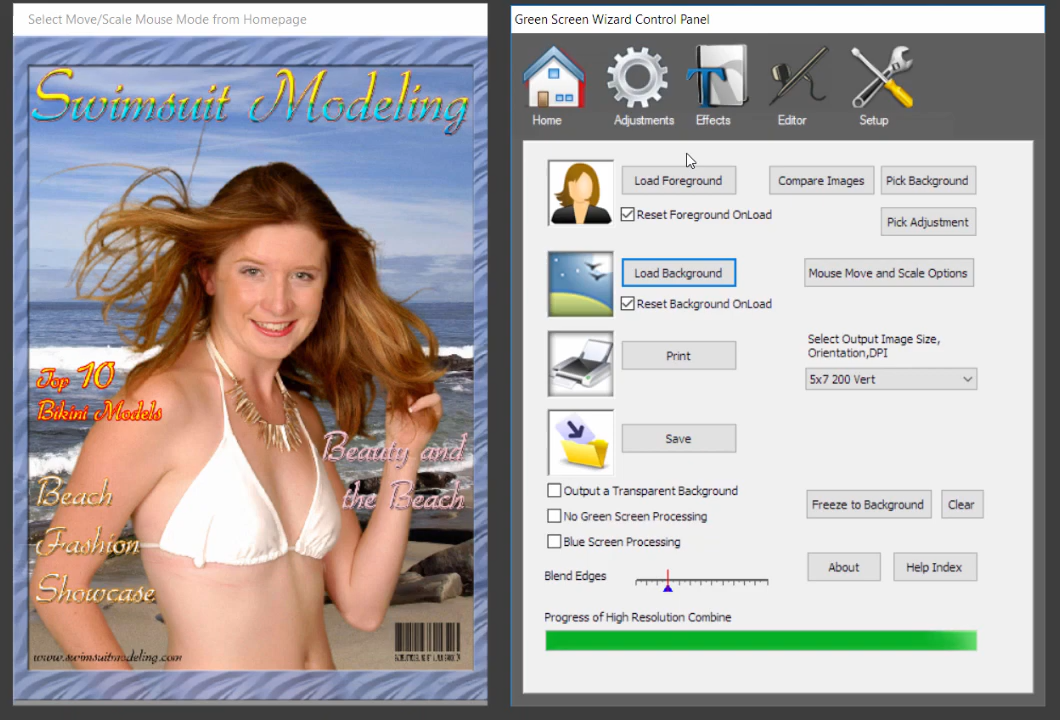 Select Move/Scale Mouse Mode from Homepage
Swimsuit Modeling
Top 10
Bikini Models
Beauty and
the Beach
Beach
Fashion
Showcase
www.swimsuitmodeling.com
Green Screen Wizard Control Panel
Home
Adjustments
Effects
Editor
Setup
Load Foreground
Compare Images
Pick Background
Reset Foreground OnLoad
Pick Adjustment
Load Background
Mouse Move and Scale Options
Reset Background OnLoad
Select Output Image Size,
Orientation,DPI
Print
5x7 200 Vert
Save
Output a Transparent Background
No Green Screen Processing
Freeze to Background
Clear
Blue Screen Processing
Blend Edges
About
Help Index
Progress of High Resolution Combine